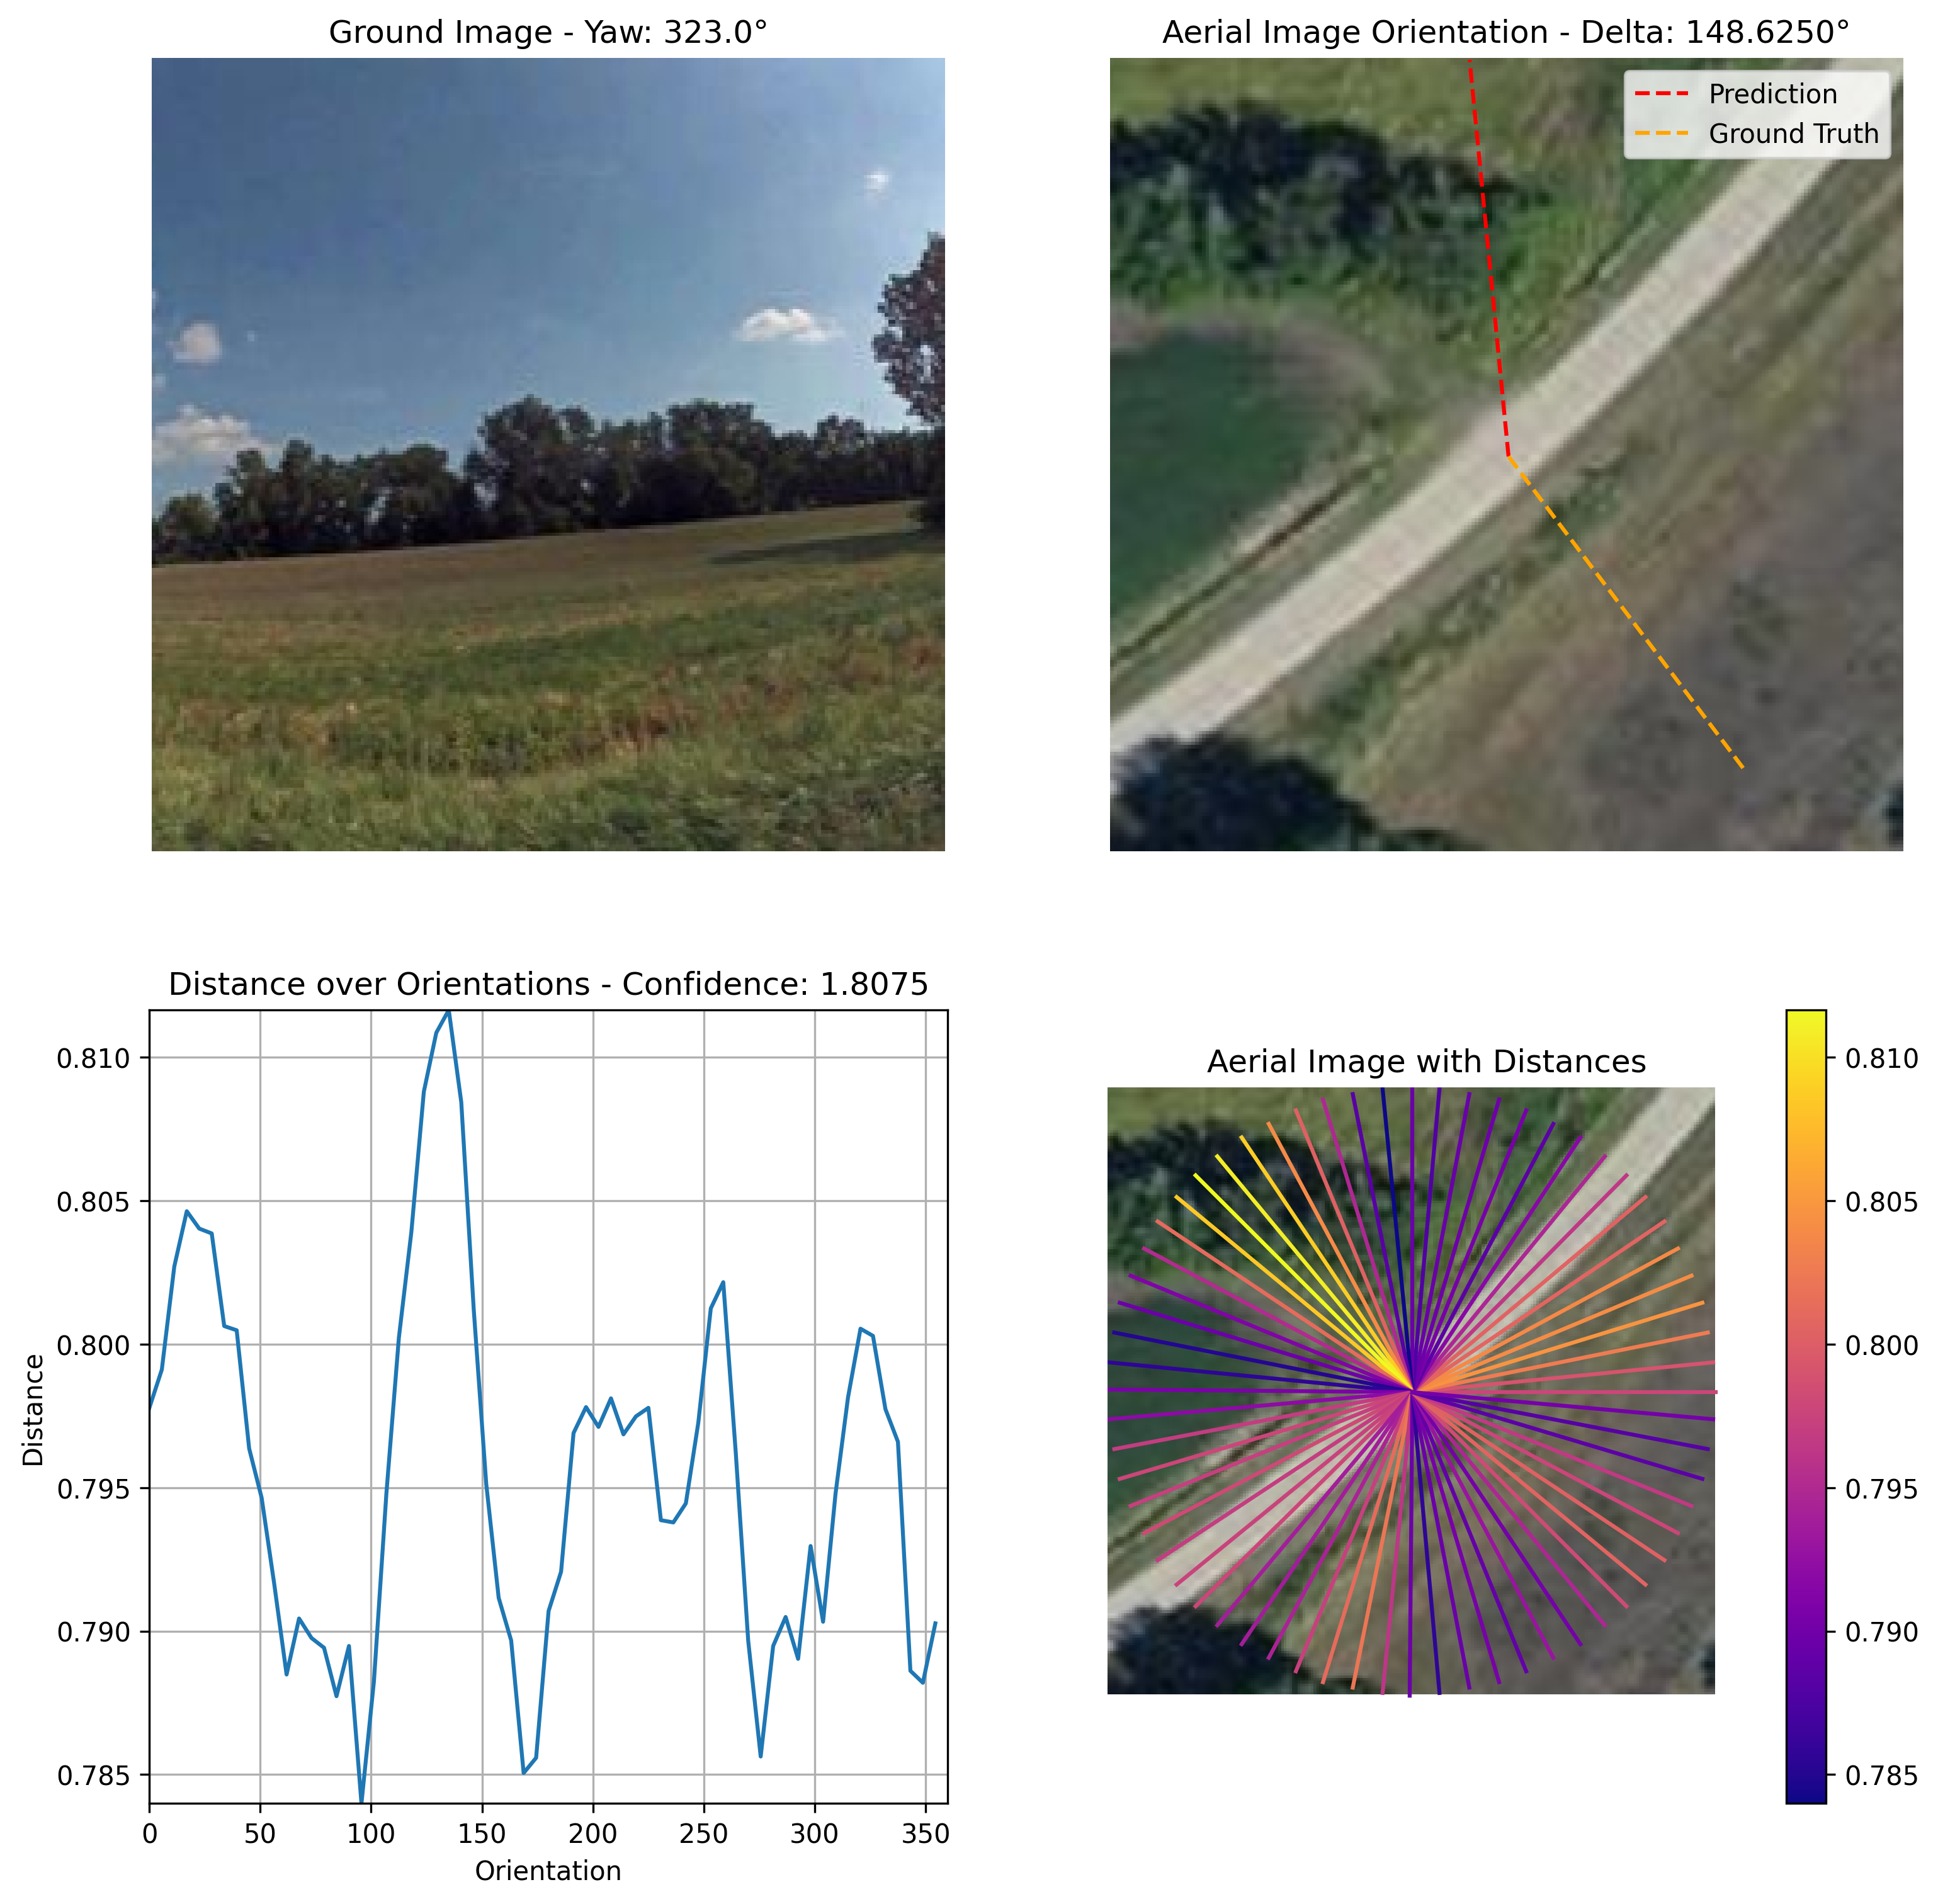 Ground Image - Yaw: 323.0°
Aerial Image Orientation - Delta: 148.6250°
Prediction
Ground Truth
Distance over Orientations - Confidence: 1.8075
0.810
0.805
0.800
0.795
0.790
0.785
Distance
0
50
100
150
200
250
300
350
Orientation
Aerial Image with Distances
0.810
0.805
0.800
0.795
0.790
0.785